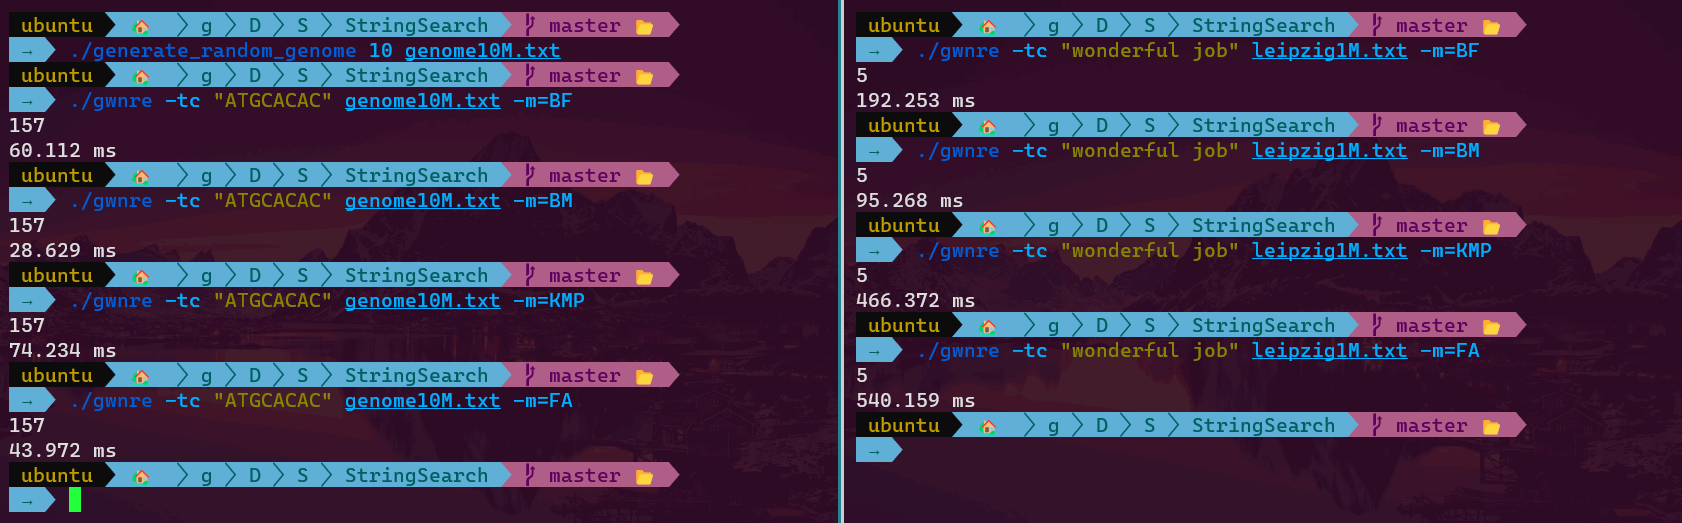 ubuntu g D S StringSearch master
→ ./generate_random_genome 10 genome10M.txt
ubuntu g D S StringSearch master
→ ./gwnre -tc "ATGCACAC" genome10M.txt -m=BF
157
60.112 ms
ubuntu g D S StringSearch master
→ ./gwnre -tc "ATGCACAC" genome10M.txt -m=BM
157
28.629 ms
ubuntu g D S StringSearch master
→ ./gwnre -tc "ATGCACAC" genome10M.txt -m=KMP
157
74.234 ms
ubuntu g D S StringSearch master
→ ./gwnre -tc "ATGCACAC" genome10M.txt -m=FA
157
43.972 ms
ubuntu g D S StringSearch master
→
ubuntu g D S StringSearch master
→ ./gwnre -tc "wonderful job" leipzig1M.txt -m=BF
5
192.253 ms
ubuntu g D S StringSearch master
→ ./gwnre -tc "wonderful job" leipzig1M.txt -m=BM
5
95.268 ms
ubuntu g D S StringSearch master
→ ./gwnre -tc "wonderful job" leipzig1M.txt -m=KMP
5
466.372 ms
ubuntu g D S StringSearch master
→ ./gwnre -tc "wonderful job" leipzig1M.txt -m=FA
5
540.159 ms
ubuntu g D S StringSearch master
→